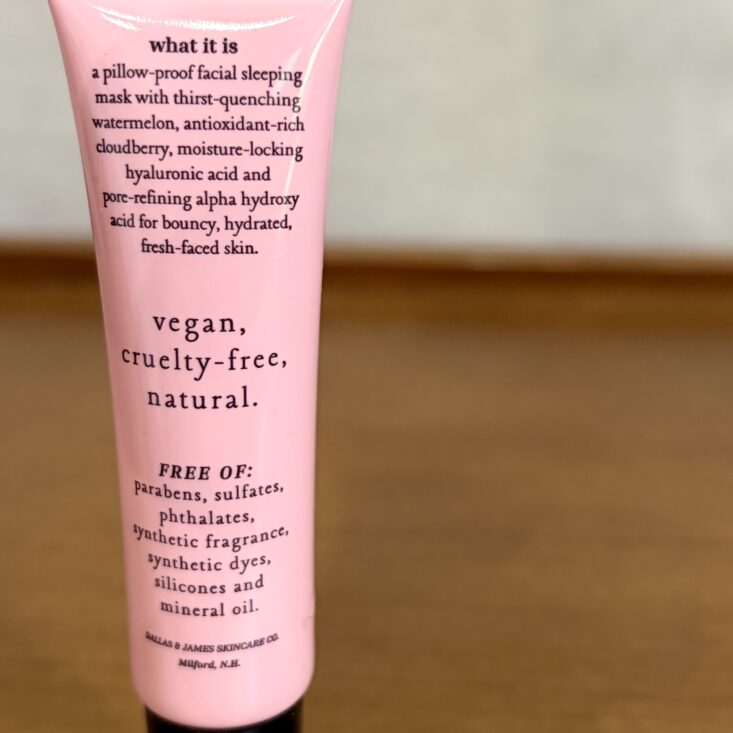 what it is
a pillow-proof facial sleeping
mask with thirst-quenching
watermelon, antioxidant-rich
cloudberry, moisture-locking
hyaluronic acid and
pore-refining alpha hydroxy
acid for bouncy, hydrated,
fresh-faced skin.
vegan,
cruelty-free,
natural.
FREE OF:
parabens, sulfates,
phthalates,
synthetic fragrance,
synthetic dyes,
silicones and
mineral oil.
DALLAS & JAMES SKINCARE CO.
Milford, N.H.